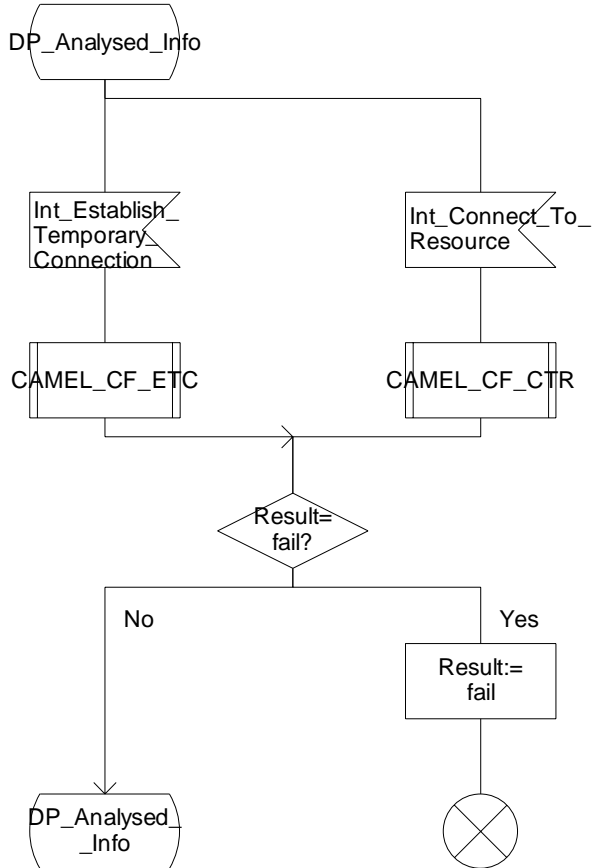 DP_Analysed_Info
Int_Establish_
Temporary_
Connection
Int_Connect_To_
Resource
CAMEL_CF_ETC
CAMEL_CF_CTR
Result=
fail?
No
Yes
Result:=
fail
DP_Analysed_
_Info